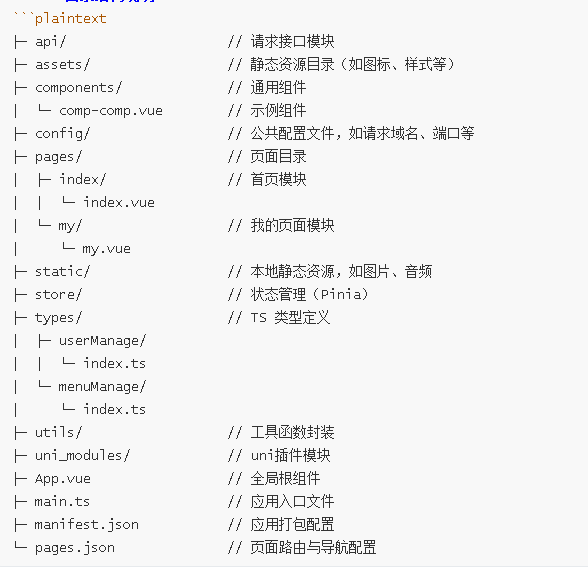 ```plaintext
├─ api/                    // 请求接口模块
├─ assets/                 // 静态资源目录（如图标、样式等）
├─ components/             // 通用组件
│  └─ comp-comp.vue        // 示例组件
├─ config/                 // 公共配置文件，如请求域名、端口等
├─ pages/                  // 页面目录
│  ├─ index/               // 首页模块
│  │  └─ index.vue
│  └─ my/                  // 我的页面模块
│     └─ my.vue
├─ static/                 // 本地静态资源，如图片、音频
├─ store/                  // 状态管理（Pinia）
├─ types/                  // TS 类型定义
│  ├─ userManage/
│  │  └─ index.ts
│  └─ menuManage/
│     └─ index.ts
├─ utils/                  // 工具函数封装
├─ uni_modules/            // uni插件模块
├─ App.vue                 // 全局根组件
├─ main.ts                 // 应用入口文件
├─ manifest.json           // 应用打包配置
└─ pages.json              // 页面路由与导航配置